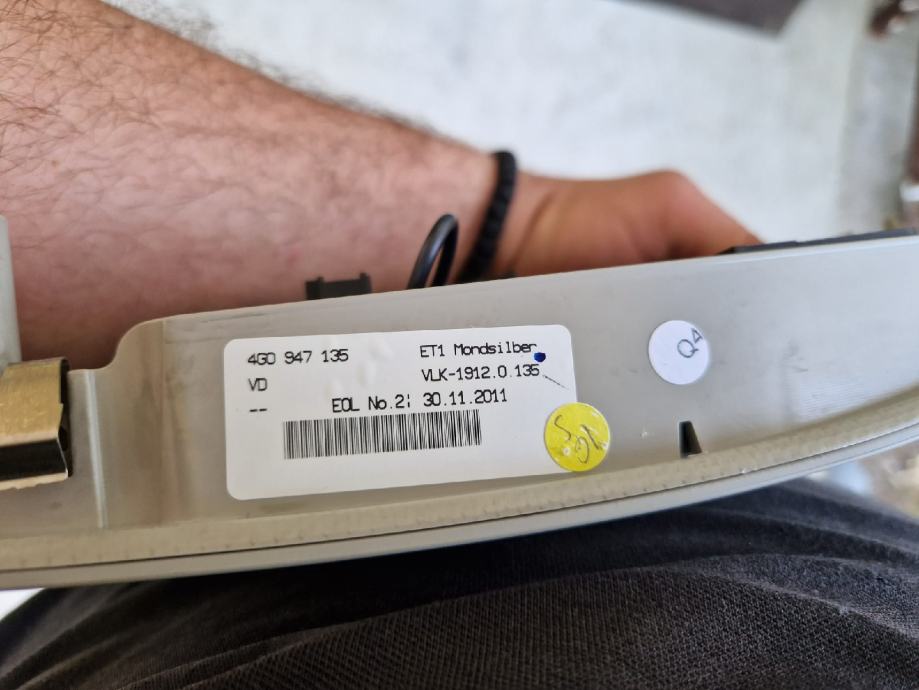 4G0 947 135
ET1 Mondsilber
VD
VLK-1912.0.135
--
EOL No.2: 30.11.2011
Q4